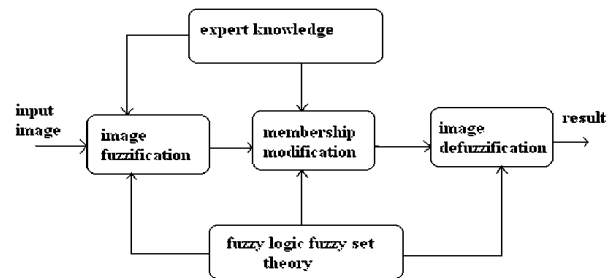 expert knowledge
input
image
image
fuzzification
membership
modification
image
defuzzification
result
fuzzy logic fuzzy set
theory